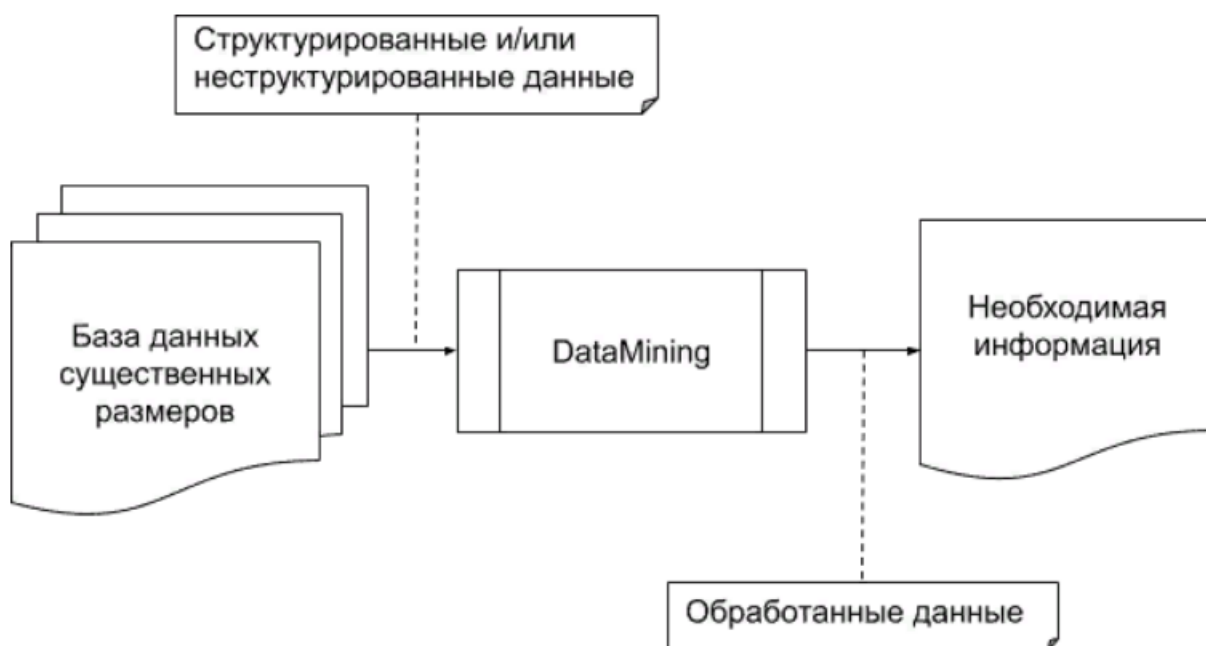 Структурированные и/или
неструктурированные данные
База данных
существенных
размеров
DataMining
Необходимая
информация
Обработанные данные